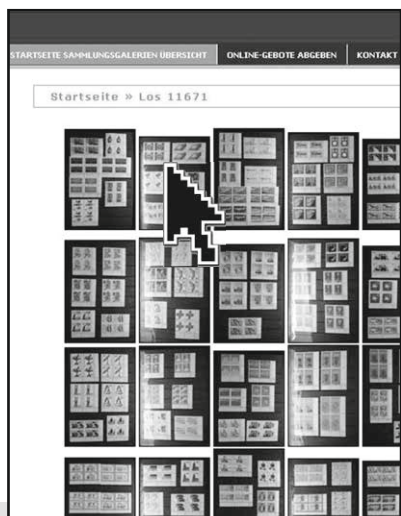 STARTSEITE SAMMLUNGSGALERIEN ÜBERSICHT ONLINE-GEBOTE ABGEBEN KONTAKT
Startseite » Los 11671